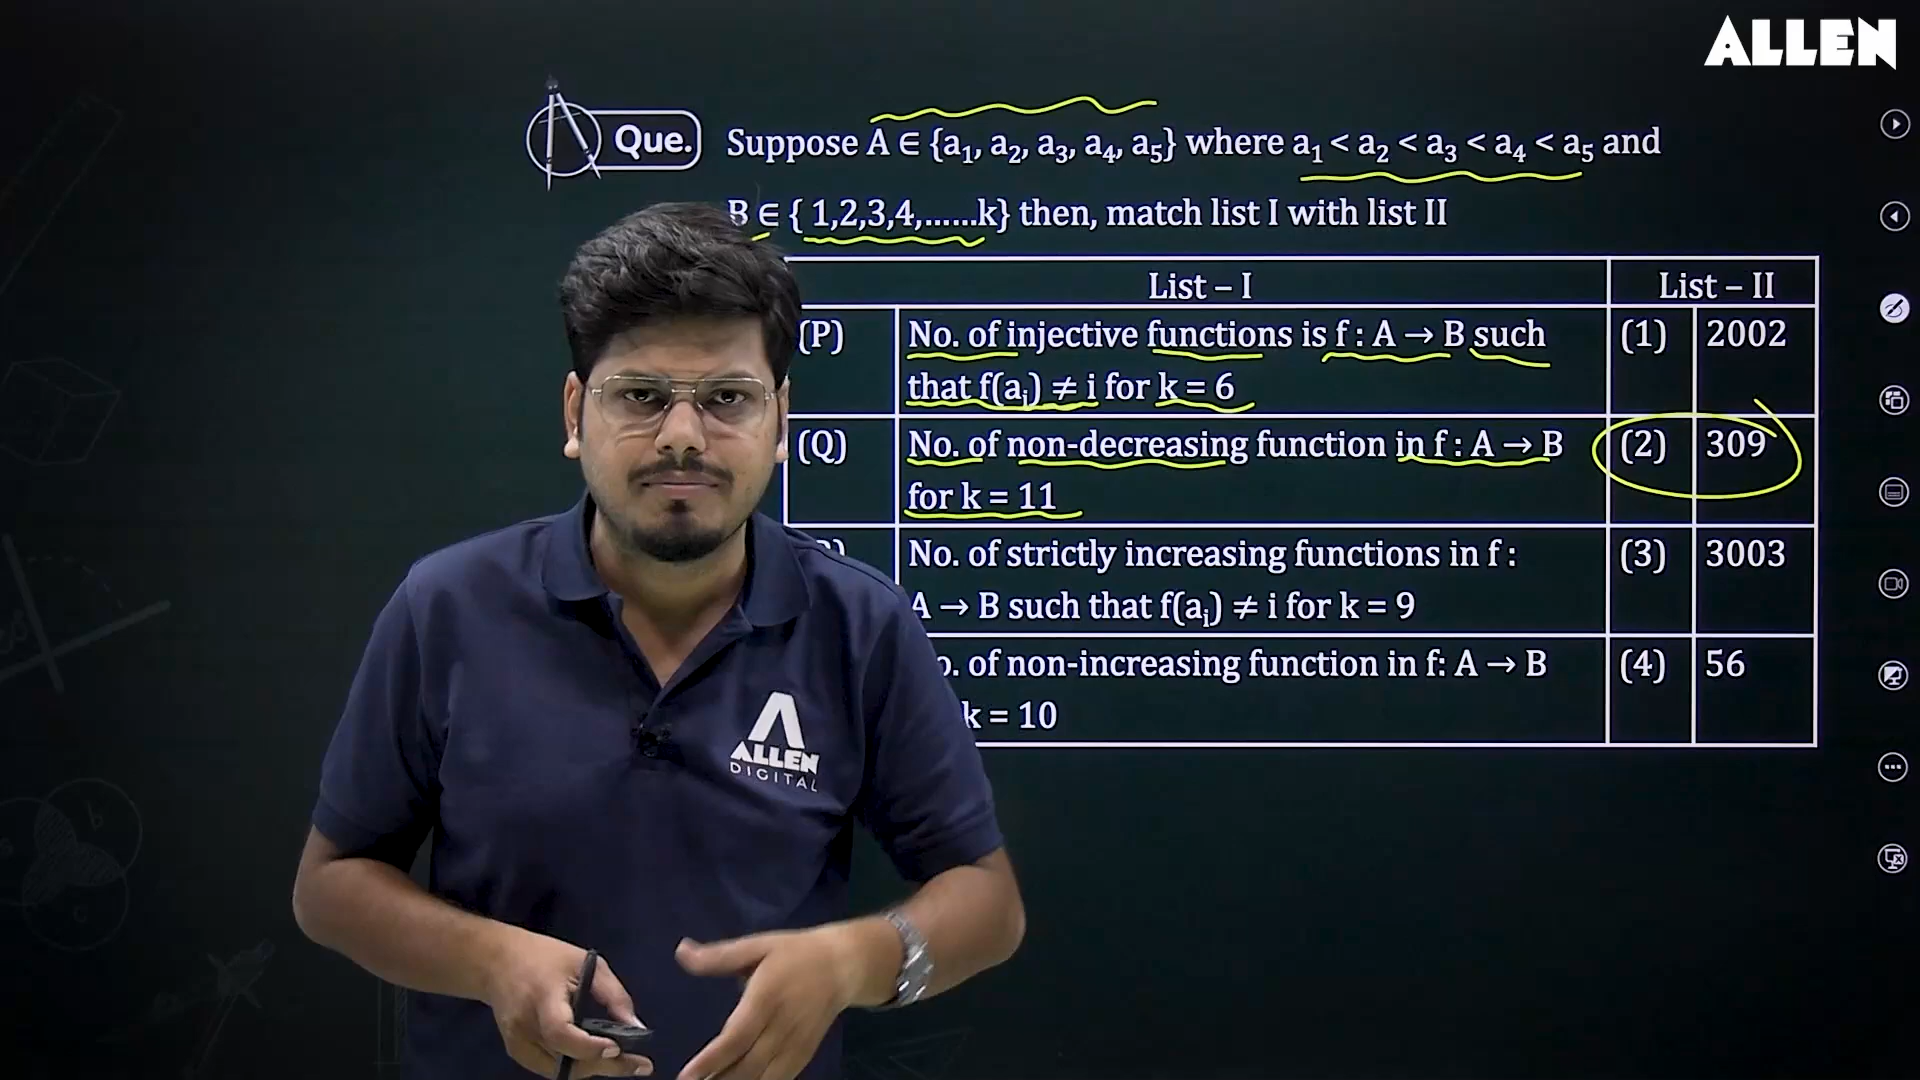 ALLEN
Que. Suppose A ∈ {a₁, a₂, a₃, a₄, a₅} where a₁ < a₂ < a₃ < a₄ < a₅ and
B ∈ { 1,2,3,4,......k} then, match list I with list II
List – I List – II
(P) No. of injective functions is f : A → B such (1) 2002
that f(aᵢ) ≠ i for k = 6
(Q) No. of non-decreasing function in f : A → B (2) 309
for k = 11
No. of strictly increasing functions in f : (3) 3003
A → B such that f(aᵢ) ≠ i for k = 9
of non-increasing function in f: A → B (4) 56
k = 10
ALLEN
DIGITAL